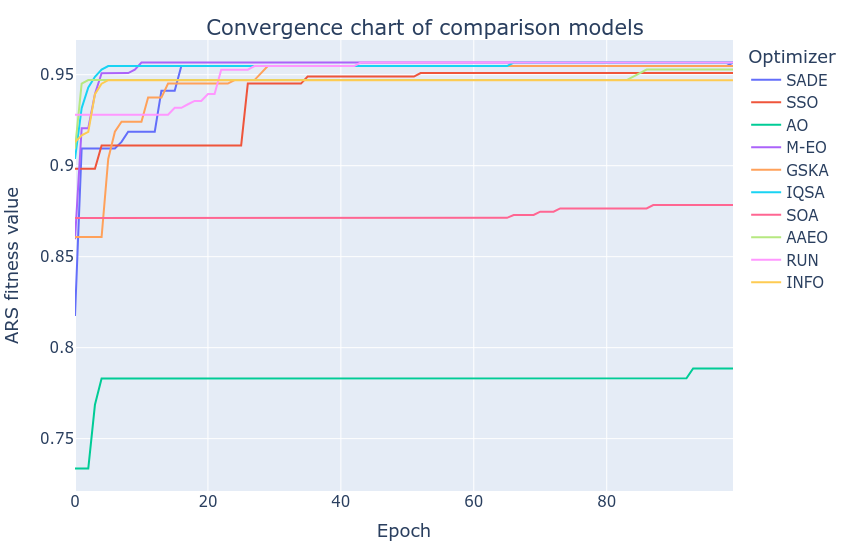 Convergence chart of comparison models
ARS fitness value
0.95
0.9
0.85
0.8
0.75
0
20
40
60
80
Epoch
Optimizer
SADE
SSO
AO
M-EO
GSKA
IQSA
SOA
AAEO
RUN
INFO